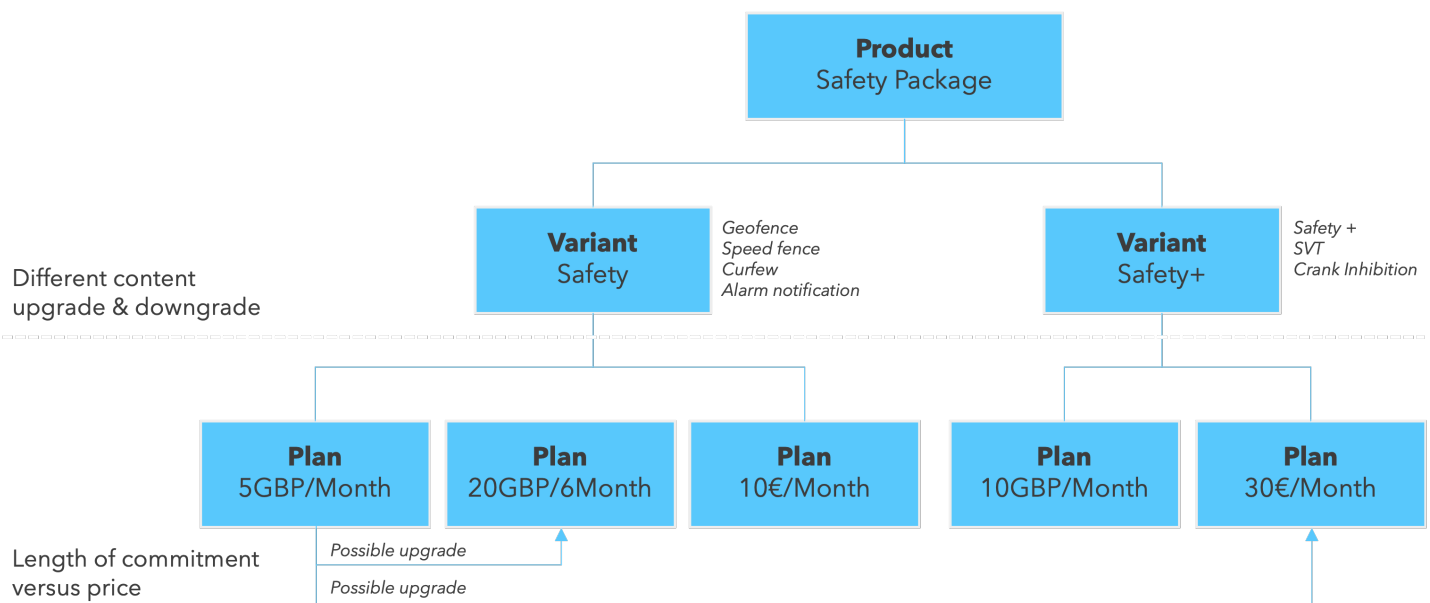 Product
Safety Package
Variant
Safety
Geofence
Speed fence
Curfew
Alarm notification
Variant
Safety+
Safety +
SVT
Crank Inhibition
Different content
upgrade & downgrade
Plan
5GBP/Month
Plan
20GBP/6Month
Plan
10€/Month
Plan
10GBP/Month
Plan
30€/Month
Length of commitment
versus price
Possible upgrade
Possible upgrade